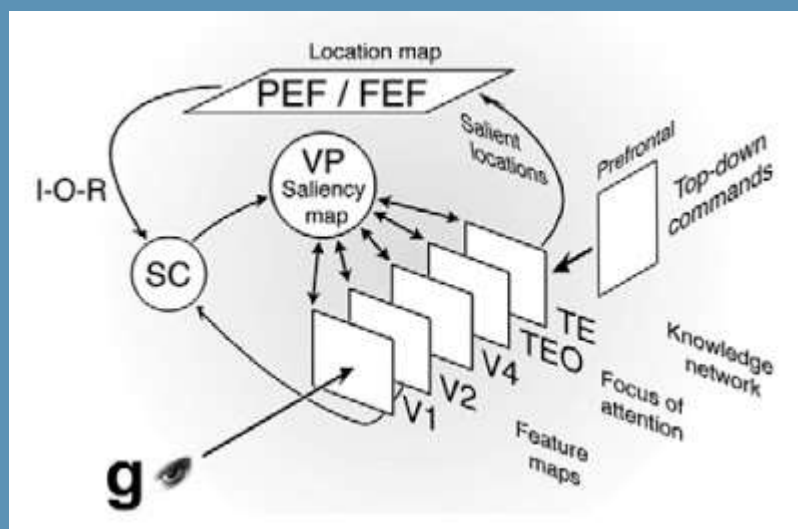 Location map
PEF / FEF
Salient
locations
Prefrontal
Top-down
commands
VP
Saliency
map
I-O-R
SC
TE
TEO
V4
V2
V1
Knowledge
network
Focus of
attention
Feature
maps
g